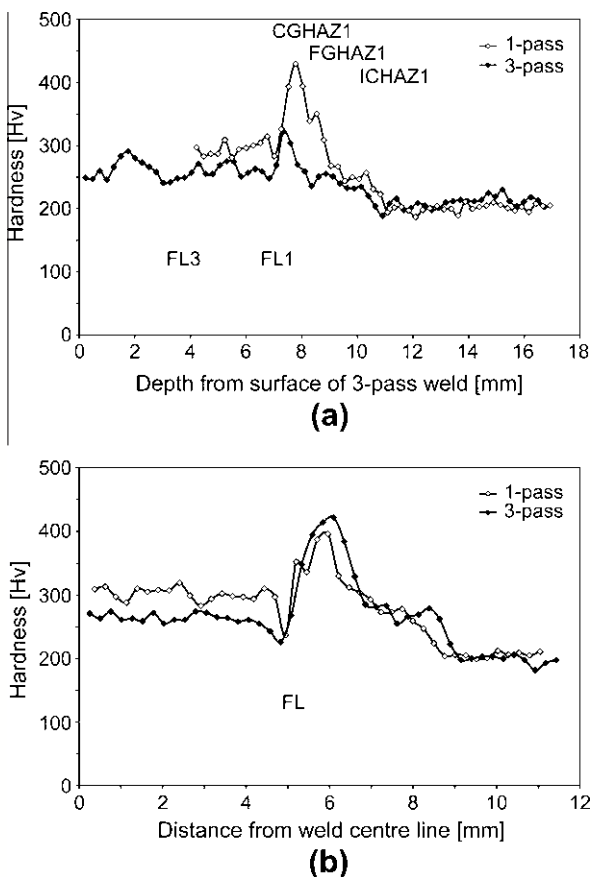 500
CGHAZ1
1-pass
FGHAZ1
3-pass
400
ICHAZ1
300
Hardness [Hv]
200
FL3 FL1
100
0
0 2 4 6 8 10 12 14 16 18
Depth from surface of 3-pass weld [mm]
(a)
500
1-pass
3-pass
400
300
Hardness [Hv]
200
FL
100
0
0 2 4 6 8 10 12
Distance from weld centre line [mm]
(b)